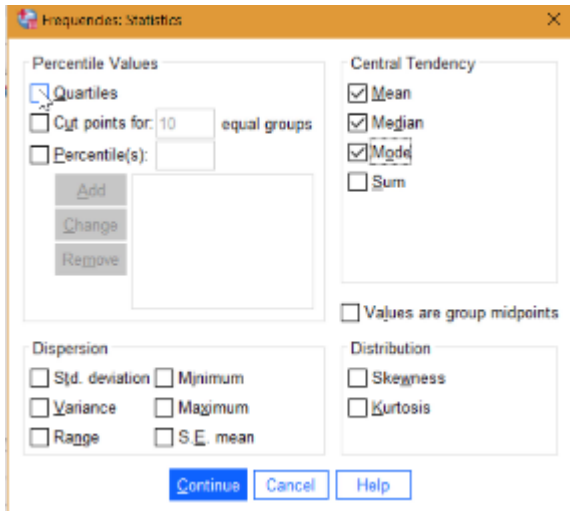 Frequencies: Statistics
Percentile Values
Quartiles
Cut points for: 10 equal groups
Percentile(s):
Add
Change
Remove
Central Tendency
Mean
Median
Mode
Sum
Values are group midpoints
Dispersion
Std. deviation Minimum
Variance Maximum
Range S.E. mean
Distribution
Skewness
Kurtosis
Continue Cancel Help